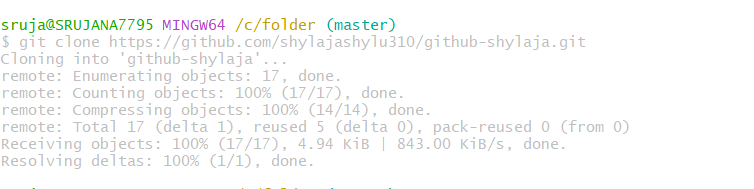 sruja@SRUJANA7795 MINGW64 /c/folder (master)
$ git clone https://github.com/shylajashylu310/github-shylaja.git
Cloning into 'github-shylaja'...
remote: Enumerating objects: 17, done.
remote: Counting objects: 100% (17/17), done.
remote: Compressing objects: 100% (14/14), done.
remote: Total 17 (delta 1), reused 5 (delta 0), pack-reused 0 (from 0)
Receiving objects: 100% (17/17), 4.94 KiB | 843.00 KiB/s, done.
Resolving deltas: 100% (1/1), done.